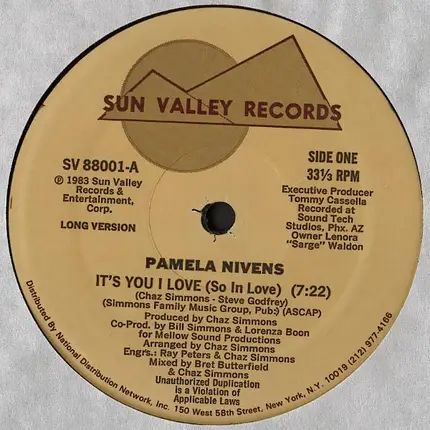 SUN VALLEY RECORDS
SV 88001-A
℗ 1983 Sun Valley
Records &
Entertainment,
Corp.
LONG VERSION
SIDE ONE
33⅓ RPM
Executive Producer
Tommy Cassella
Recorded at
Sound Tech
Studios, Phx. AZ
Owner Lenora
"Sarge" Waldon
PAMELA NIVENS
IT'S YOU I LOVE (So In Love) (7:22)
(Chaz Simmons - Steve Godfrey)
(Simmons Family Music Group, Pub:) (ASCAP)
Produced by Chaz Simmons
Co-Prod. by Bill Simmons & Lorenza Boon
for Mellow Sound Productions
Arranged by Chaz Simmons
Engrs.: Ray Peters & Chaz Simmons
Mixed by Bret Butterfield
& Chaz Simmons
Unauthorized Duplication
is a Violation of
Applicable Laws
Distributed By National Distribution Network, Inc. 150 West 58th Street, New York, N.Y. 10019 (212) 977-4166